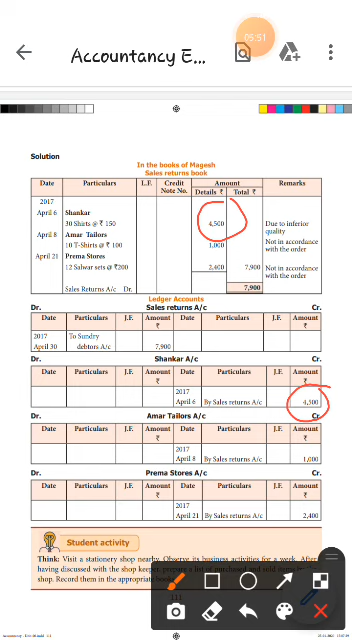 05:51
Accountancy E...
Solution
In the books of Magesh
Sales returns book
Date Particulars L.F. Credit Note No. Amount Remarks
Details ₹ Total ₹
2017
April 6 Shankar
30 Shirts @ ₹ 150 4,500 Due to inferior quality
April 8 Amar Tailors
10 T-Shirts @ ₹ 100 1,000 Not in accordance with the order
April 21 Prema Stores
12 Salwar sets @ ₹200 2,400 7,900 Not in accordance with the order
Sales Returns A/c Dr. 7,900
Ledger Accounts
Dr. Sales returns A/c Cr.
Date Particulars J.F. Amount ₹ Date Particulars J.F. Amount ₹
2017
April 30 To Sundry debtors A/c 7,900
Dr. Shankar A/c Cr.
Date Particulars J.F. Amount ₹ Date Particulars J.F. Amount ₹
2017
April 6 By Sales returns A/c 4,500
Dr. Amar Tailors A/c Cr.
Date Particulars J.F. Amount ₹ Date Particulars J.F. Amount ₹
2017
April 8 By Sales returns A/c 1,000
Dr. Prema Stores A/c Cr.
Date Particulars J.F. Amount ₹ Date Particulars J.F. Amount ₹
2017
April 21 By Sales returns A/c 2,400
Student activity
Think: Visit a stationery shop nearby. Observe its business activities for a week. After
having discussed with the shop keeper, prepare a list of purchased and sold items in the
shop. Record them in the appropriate
111